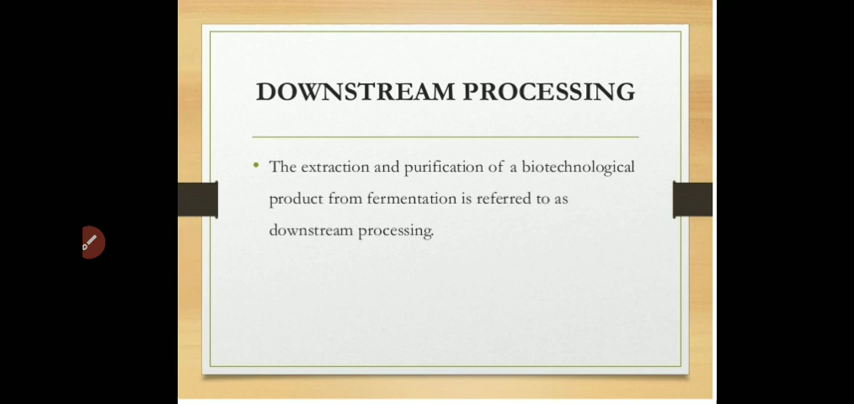 DOWNSTREAM PROCESSING
• The extraction and purification of a biotechnological
product from fermentation is referred to as
downstream processing.